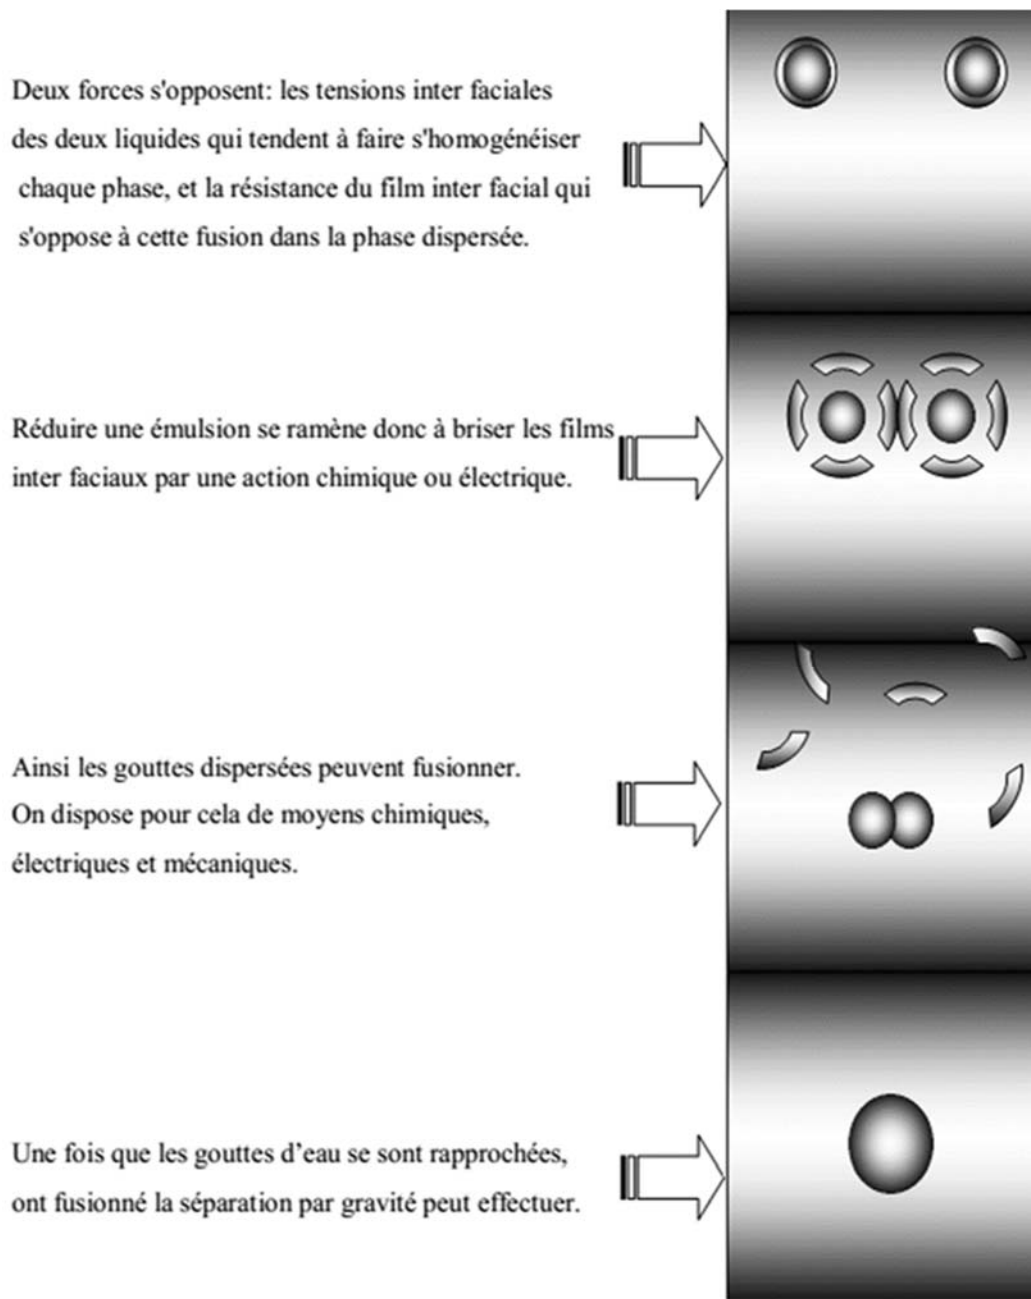 Deux forces s'opposent: les tensions inter faciales
des deux liquides qui tendent à faire s'homogénéiser
chaque phase, et la résistance du film inter facial qui
s'oppose à cette fusion dans la phase dispersée.
Réduire une émulsion se ramène donc à briser les films
inter faciaux par une action chimique ou électrique.
Ainsi les gouttes dispersées peuvent fusionner.
On dispose pour cela de moyens chimiques,
électriques et mécaniques.
Une fois que les gouttes d’eau se sont rapprochées,
ont fusionné la séparation par gravité peut effectuer.